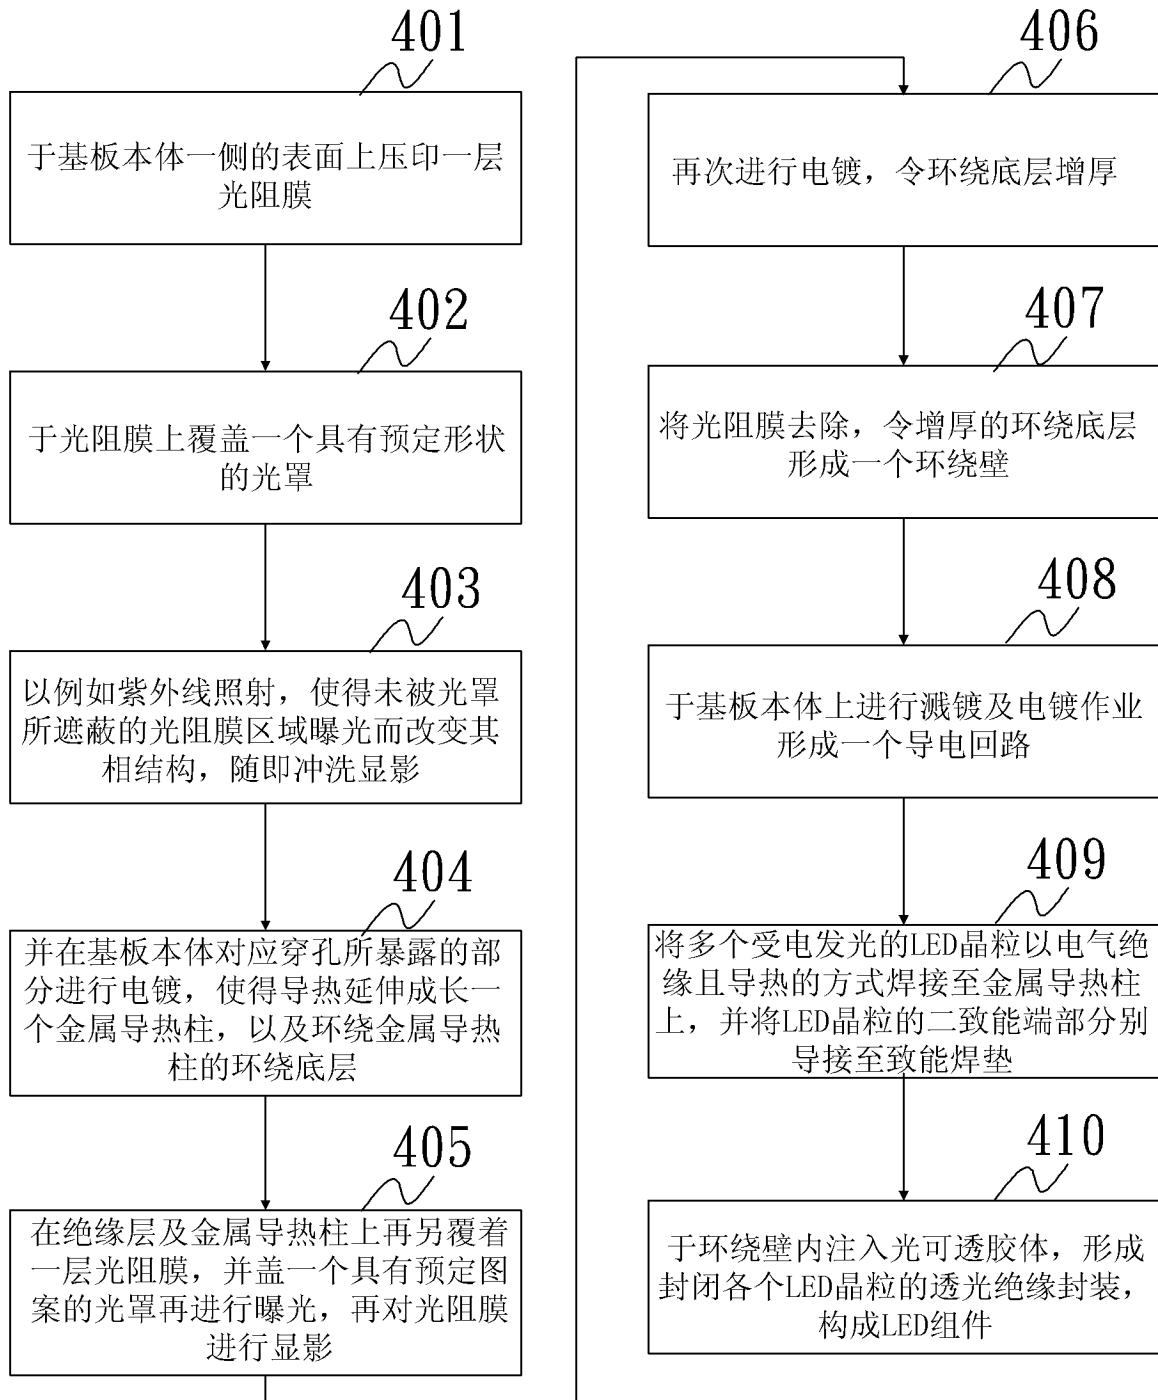 401
于基板本体一侧的表面上压印一层
光阻膜
402
于光阻膜上覆盖一个具有预定形状
的光罩
403
以例如紫外线照射，使得未被光罩
所遮蔽的光阻膜区域曝光而改变其
相结构，随即冲洗显影
404
并在基板本体对应穿孔所暴露的部
分进行电镀，使得导热延伸成长一
个金属导热柱，以及环绕金属导热
柱的环绕底层
405
在绝缘层及金属导热柱上再另覆着
一层光阻膜，并盖一个具有预定图
案的光罩再进行曝光，再对光阻膜
进行显影
406
再次进行电镀，令环绕底层增厚
407
将光阻膜去除，令增厚的环绕底层
形成一个环绕壁
408
于基板本体上进行溅镀及电镀作业
形成一个导电回路
409
将多个受电发光的LED晶粒以电气绝
缘且导热的方式焊接至金属导热柱
上，并将LED晶粒的二致能端部分别
导接至致能焊垫
410
于环绕壁内注入光可透胶体，形成
封闭各个LED晶粒的透光绝缘封装，
构成LED组件